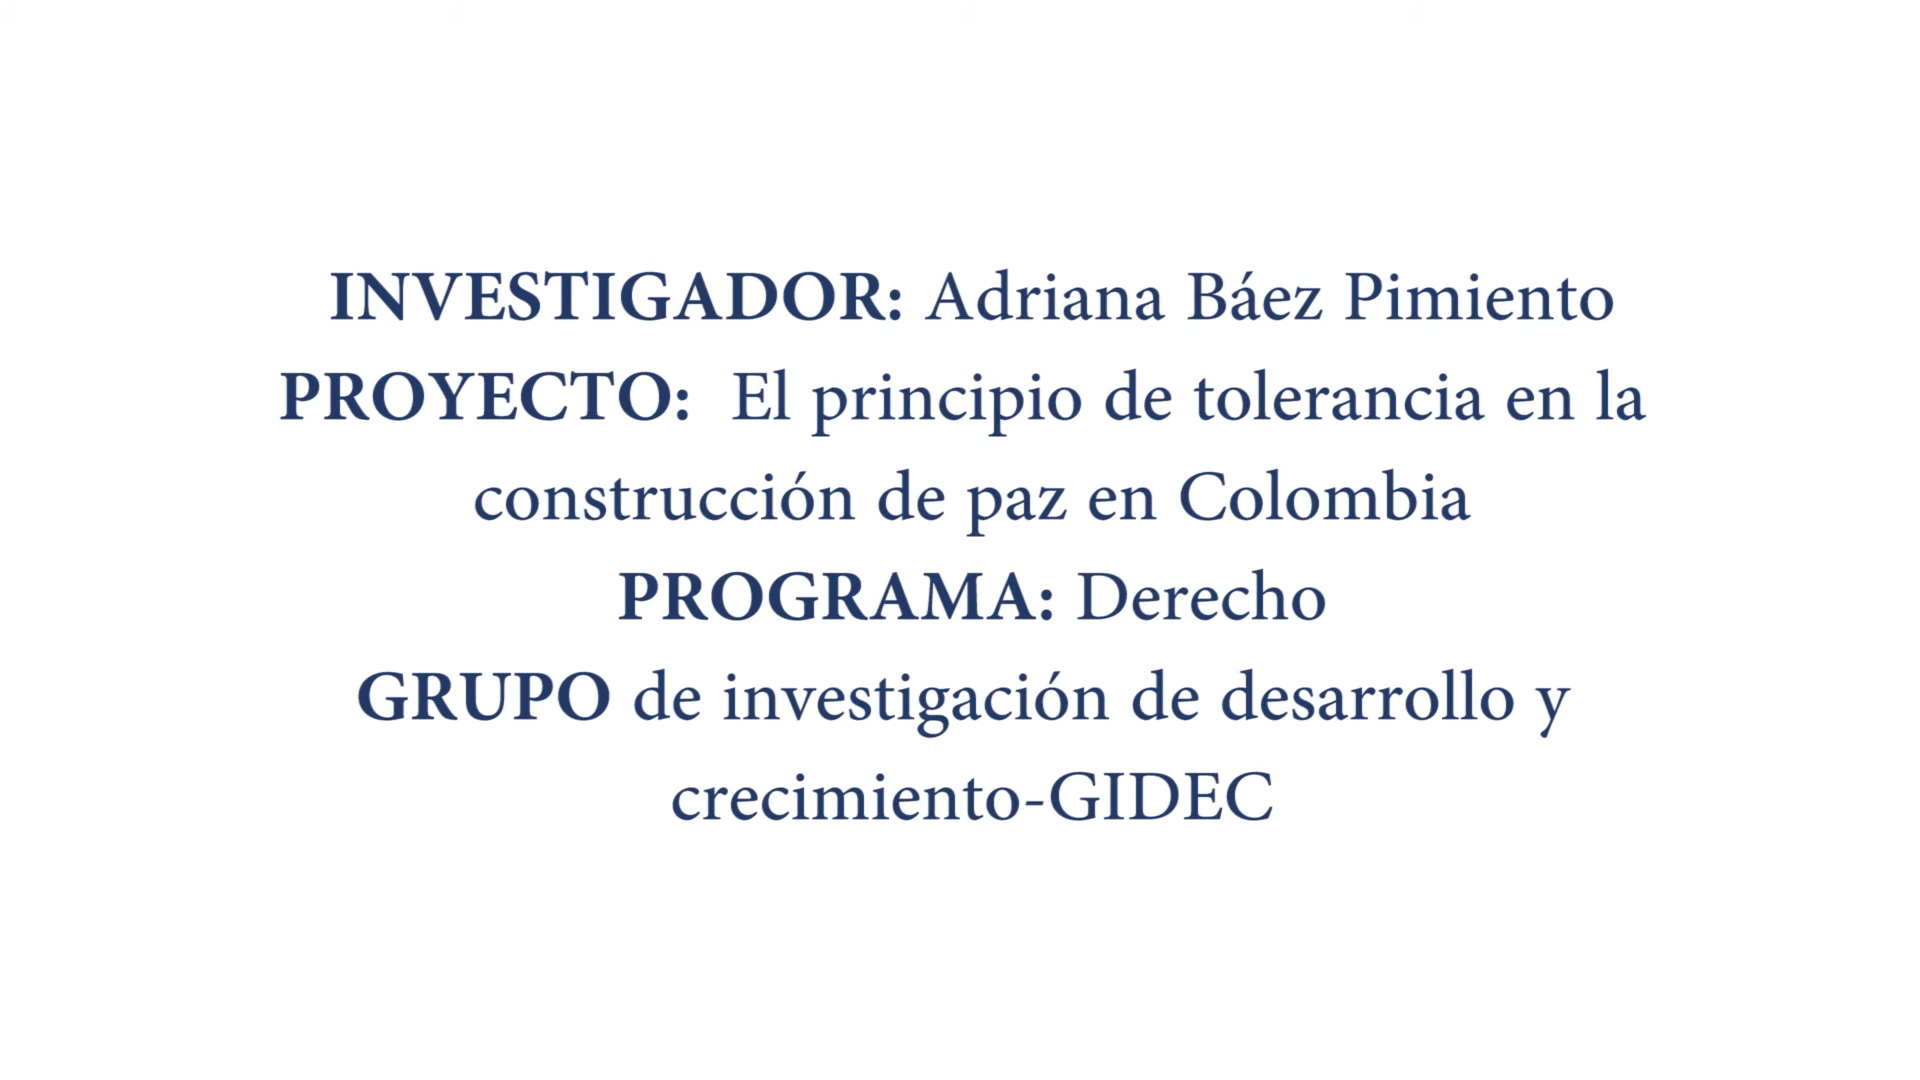 INVESTIGADOR: Adriana Báez Pimiento
PROYECTO:  El principio de tolerancia en la
construcción de paz en Colombia
PROGRAMA: Derecho
GRUPO de investigación de desarrollo y
crecimiento-GIDEC